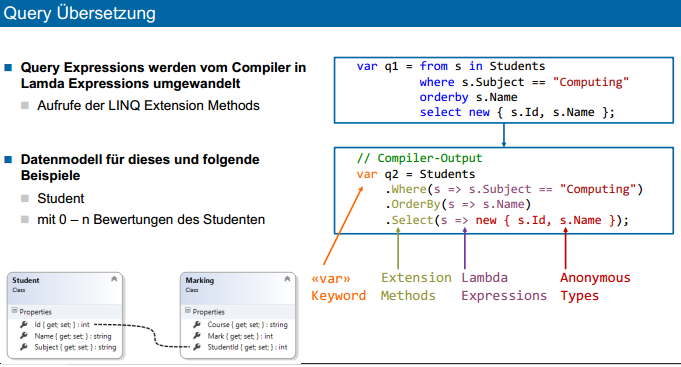 Query Übersetzung
Query Expressions werden vom Compiler in
Lamda Expressions umgewandelt
Aufrufe der LINQ Extension Methods
Datenmodell für dieses und folgende
Beispiele
Student
mit 0 – n Bewertungen des Studenten
var q1 = from s in Students
where s.Subject == "Computing"
orderby s.Name
select new { s.Id, s.Name };
// Compiler-Output
var q2 = Students
.Where(s => s.Subject == "Computing")
.OrderBy(s => s.Name)
.Select(s => new { s.Id, s.Name });
«var»
Keyword
Extension
Methods
Lambda
Expressions
Anonymous
Types
Student
Class
Properties
Id { get; set; } : int
Name { get; set; } : string
Subject { get; set; } : string
Marking
Class
Properties
Course { get; set; } : string
Mark { get; set; } : int
StudentId { get; set; } : int